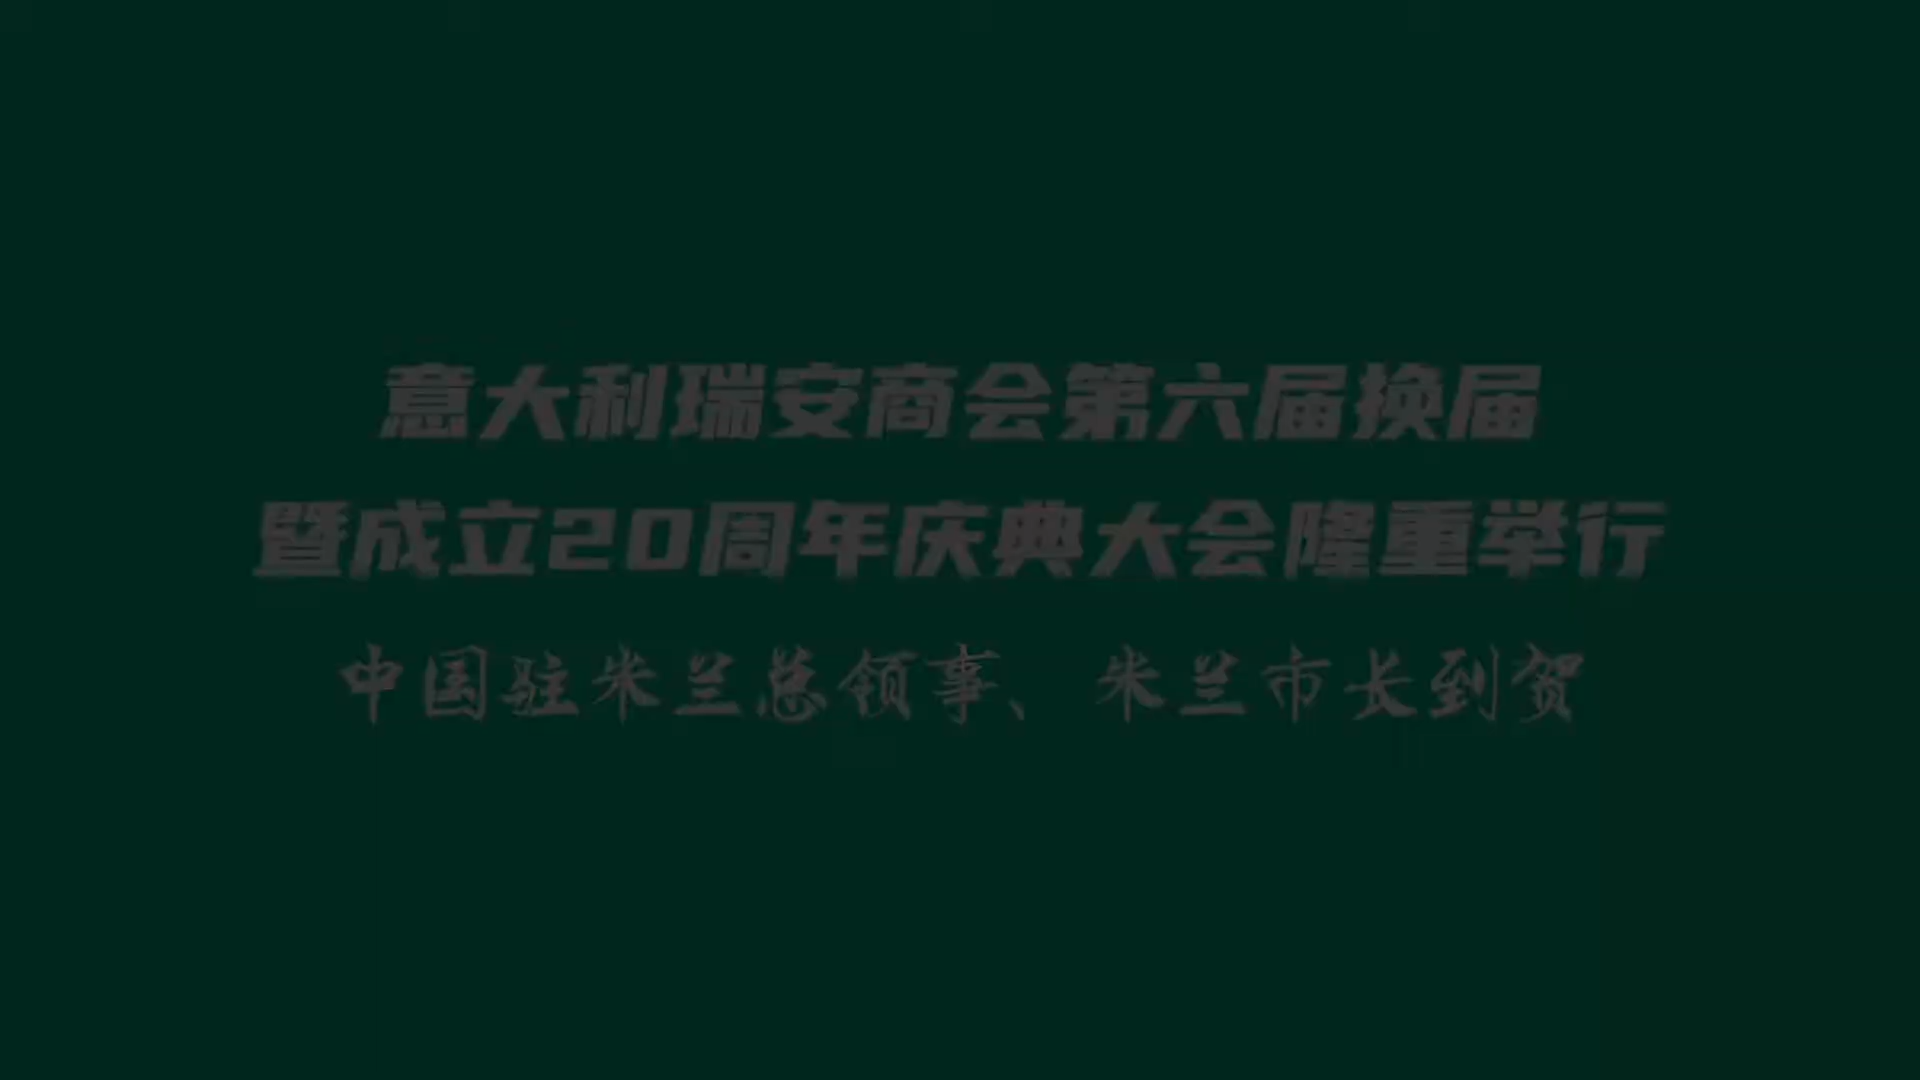 意大利瑞安商会第六届换届
暨成立20周年庆典大会隆重举行
中国驻米兰总领事、米兰市长到贺